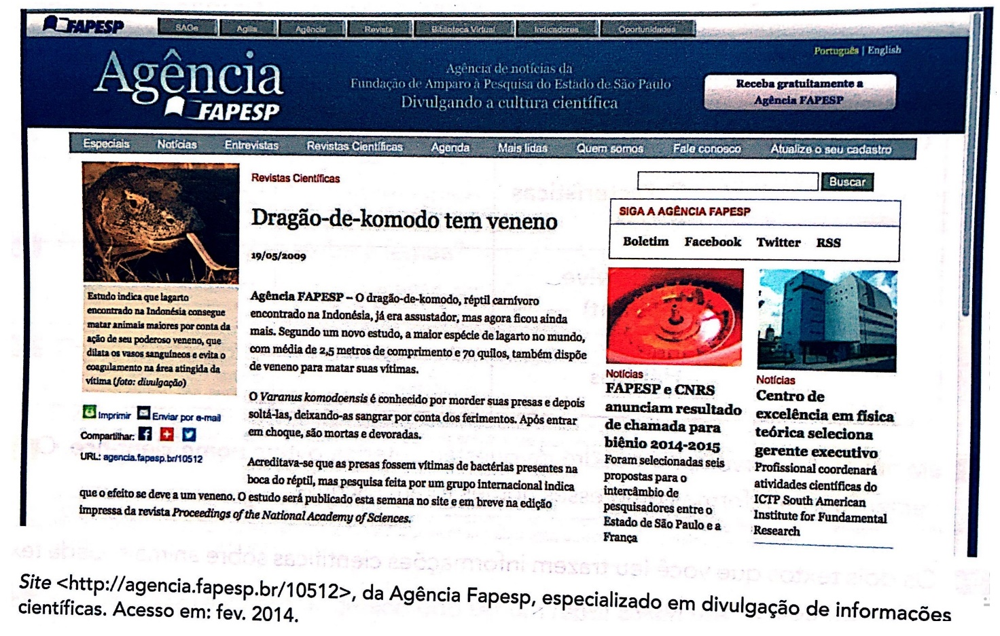 FAPESP
SAGe
Agilis
Agência
Revista
Biblioteca Virtual
Indicadores
Oportunidades
Português | English
Agência
FAPESP
Agência de notícias da
Fundação de Amparo à Pesquisa do Estado de São Paulo
Divulgando a cultura científica
Receba gratuitamente a
Agência FAPESP
Especiais
Notícias
Entrevistas
Revistas Científicas
Agenda
Mais lidas
Quem somos
Fale conosco
Atualize o seu cadastro
Estudo indica que lagarto
encontrado na Indonésia consegue
matar animais maiores por conta da
ação de seu poderoso veneno, que
dilata os vasos sanguíneos e evita o
coagulamento na área atingida da
vítima (foto: divulgação)
Imprimir Enviar por e-mail
Compartilhar:
URL: agencia.fapesp.br/10512
Revistas Científicas
Dragão-de-komodo tem veneno
19/05/2009
Agência FAPESP – O dragão-de-komodo, réptil carnívoro
encontrado na Indonésia, já era assustador, mas agora ficou ainda
mais. Segundo um novo estudo, a maior espécie de lagarto no mundo,
com média de 2,5 metros de comprimento e 70 quilos, também dispõe
de veneno para matar suas vítimas.
O Varanus komodoensis é conhecido por morder suas presas e depois
soltá-las, deixando-as sangrar por conta dos ferimentos. Após entrar
em choque, são mortas e devoradas.
Acreditava-se que as presas fossem vítimas de bactérias presentes na
boca do réptil, mas pesquisa feita por um grupo internacional indica
que o efeito se deve a um veneno. O estudo será publicado esta semana no site e em breve na edição
impressa da revista Proceedings of the National Academy of Sciences.
Buscar
SIGA A AGÊNCIA FAPESP
Boletim Facebook Twitter RSS
Notícias
FAPESP e CNRS
anunciam resultado
de chamada para
biênio 2014-2015
Foram selecionadas seis
propostas para o
intercâmbio de
pesquisadores entre o
Estado de São Paulo e a
França
Notícias
Centro de
excelência em física
teórica seleciona
gerente executivo
Profissional coordenará
atividades científicas do
ICTP South American
Institute for Fundamental
Research
Site <http://agencia.fapesp.br/10512>, da Agência Fapesp, especializado em divulgação de informações
científicas. Acesso em: fev. 2014.